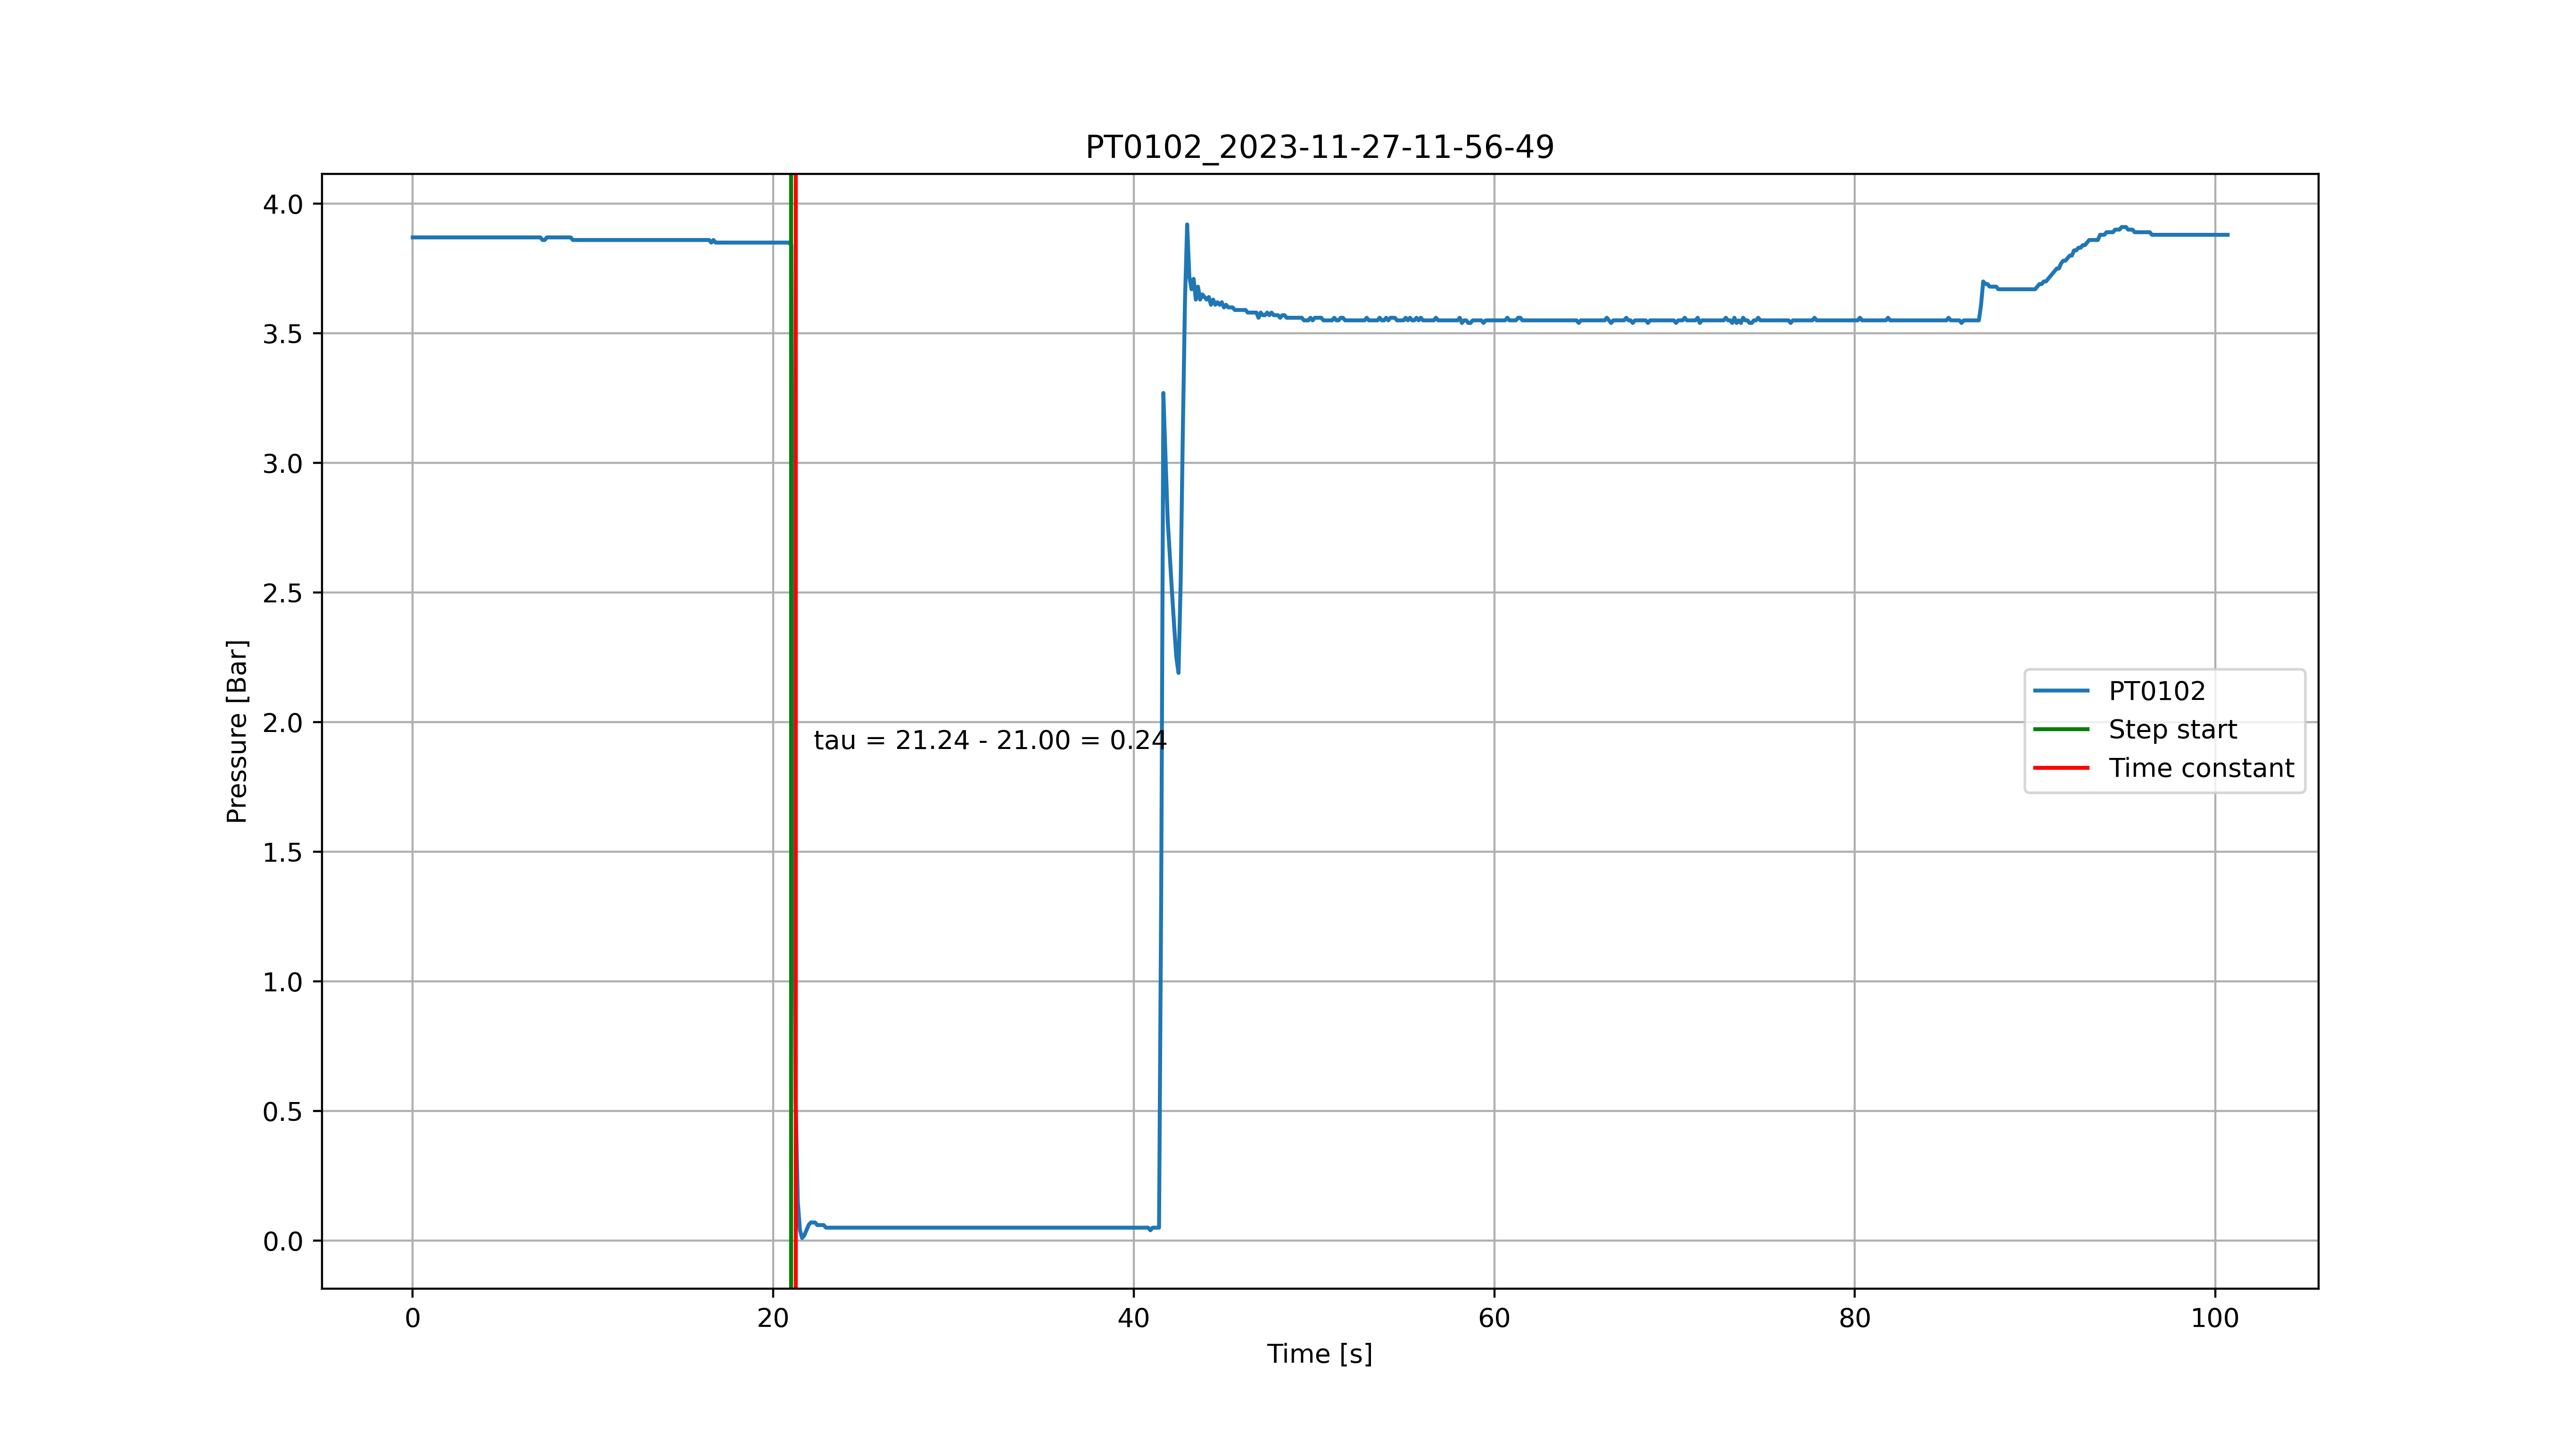 PT0102_2023-11-27-11-56-49
4.0
3.5
3.0
2.5
2.0
1.5
1.0
0.5
0.0
Pressure [Bar]
tau = 21.24 - 21.00 = 0.24
PT0102
Step start
Time constant
0 20 40 60 80 100
Time [s]